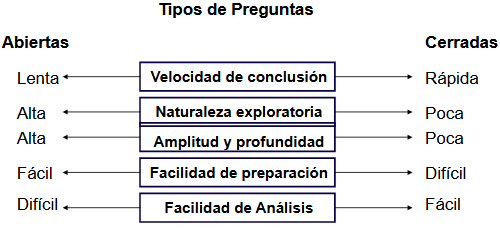 Tipos de Preguntas
Abiertas Cerradas
Lenta Velocidad de conclusión Rápida
Alta Naturaleza exploratoria Poca
Alta Amplitud y profundidad Poca
Fácil Facilidad de preparación Difícil
Difícil Facilidad de Análisis Fácil